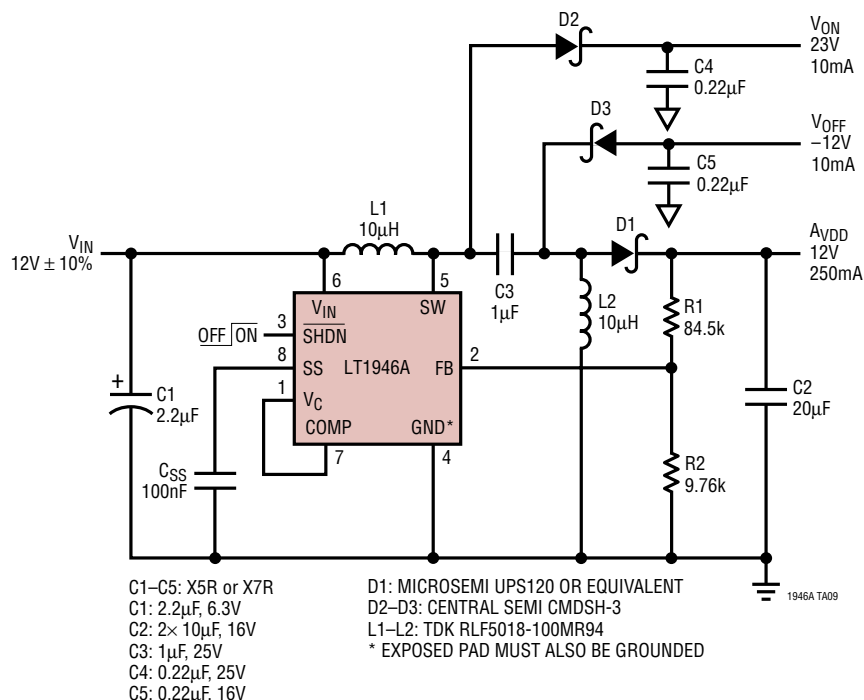 D2
V_ON
23V
10mA
C4
0.22µF
D3
V_OFF
–12V
10mA
C5
0.22µF
L1
10µH
D1
V_IN
12V ± 10%
A_VDD
12V
250mA
6
5
C3
1µF
L2
10µH
R1
84.5k
V_IN
SW
3
OFF ON
SHDN
8
SS
LT1946A
FB
2
1
V_C
COMP
GND*
7
4
+
C1
2.2µF
C2
20µF
C_SS
100nF
R2
9.76k
1946A TA09
C1–C5: X5R or X7R
C1: 2.2µF, 6.3V
C2: 2× 10µF, 16V
C3: 1µF, 25V
C4: 0.22µF, 25V
C5: 0.22µF, 16V
D1: MICROSEMI UPS120 OR EQUIVALENT
D2–D3: CENTRAL SEMI CMDSH-3
L1–L2: TDK RLF5018-100MR94
* EXPOSED PAD MUST ALSO BE GROUNDED